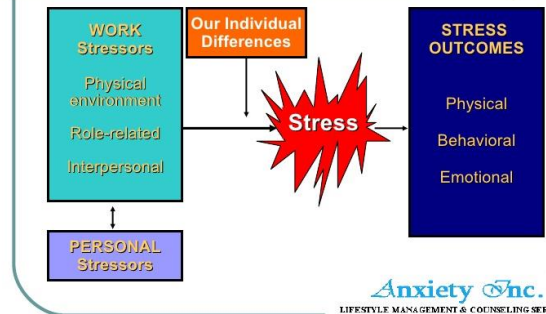 WORK
Stressors
Physical
environment
Role-related
Interpersonal
Our Individual
Differences
Stress
STRESS
OUTCOMES
Physical
Behavioral
Emotional
PERSONAL
Stressors
Anxiety Inc.
LIFESTYLE MANAGEMENT & COUNSELING